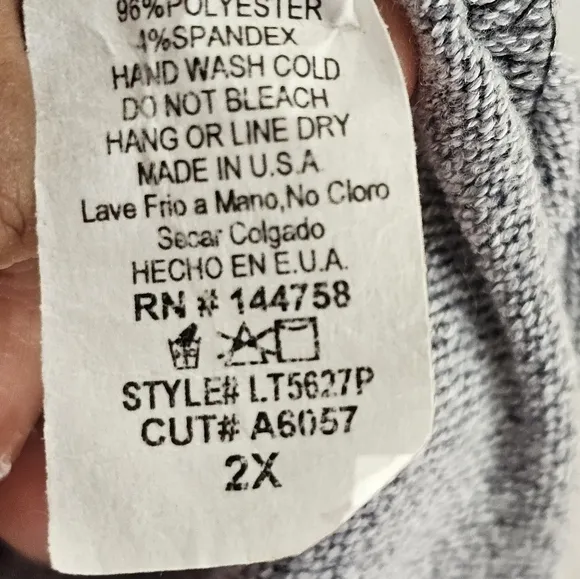 96%POLYESTER
4%SPANDEX
HAND WASH COLD
DO NOT BLEACH
HANG OR LINE DRY
MADE IN U.S.A
Lave Frio a Mano,No Cloro
Secar Colgado
HECHO EN E.U.A.
RN # 144758
STYLE# LT5627P
CUT# A6057
2X